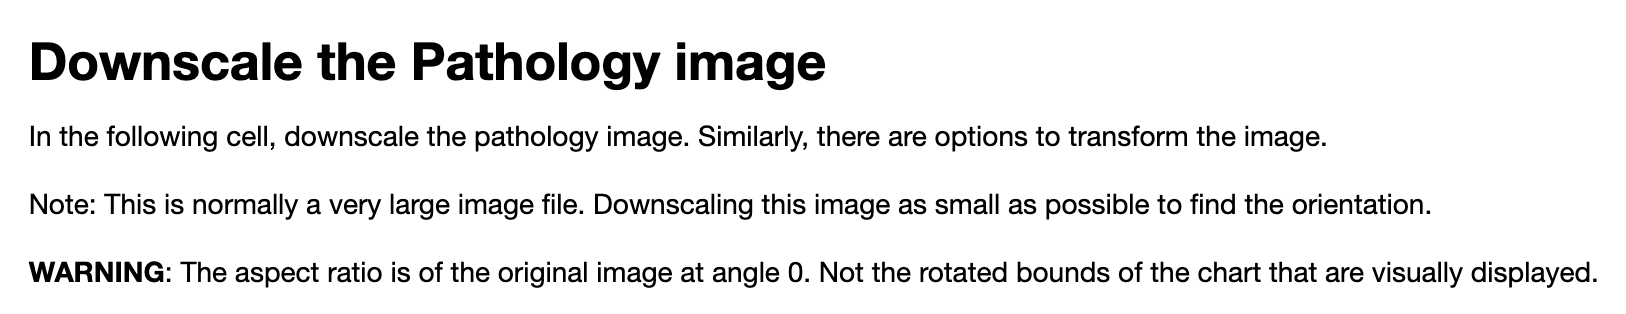 Downscale the Pathology image
In the following cell, downscale the pathology image. Similarly, there are options to transform the image.
Note: This is normally a very large image file. Downscaling this image as small as possible to find the orientation.
WARNING: The aspect ratio is of the original image at angle 0. Not the rotated bounds of the chart that are visually displayed.